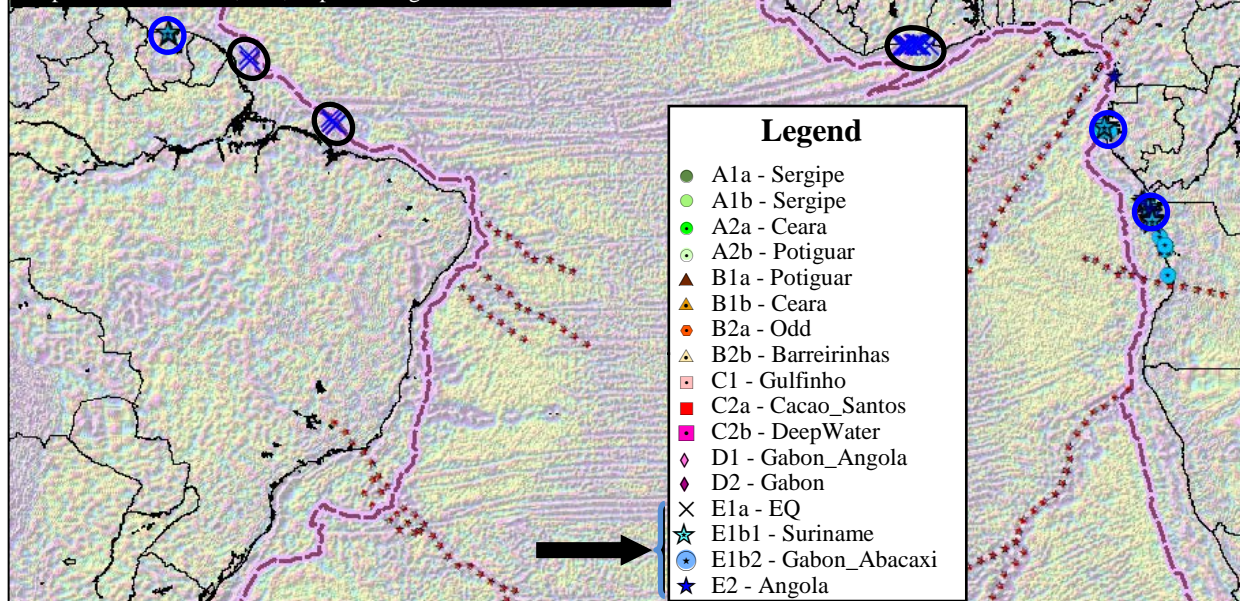 Legend
A1a - Sergipe
A1b - Sergipe
A2a - Ceara
A2b - Potiguar
B1a - Potiguar
B1b - Ceara
B2a - Odd
B2b - Barreirinhas
C1 - Gulfinho
C2a - Cacao_Santos
C2b - DeepWater
D1 - Gabon_Angola
D2 - Gabon
E1a - EQ
E1b1 - Suriname
E1b2 - Gabon_Abacaxi
E2 - Angola